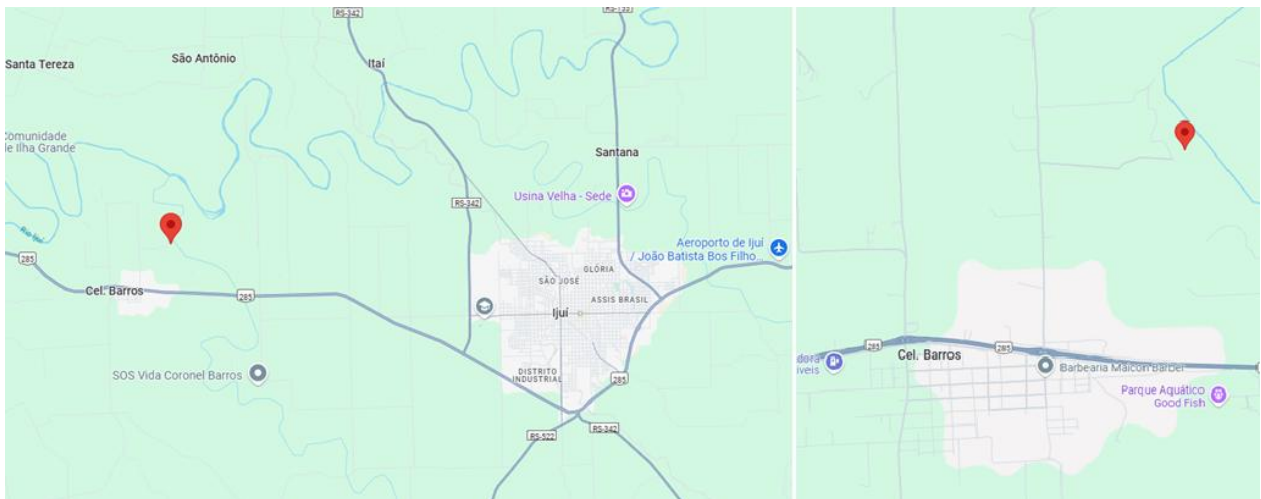 RS-342
RS-155
São Antônio
Santa Tereza
Itaí
Comunidade
de Ilha Grande
Santana
Usina Velha - Sede
RS-342
Rio Ijuí
Aeroporto de Ijuí
/ João Batista Bos Filho...
285
GLÓRIA
SÃO JOSÉ
Cel. Barros
285
ASSIS BRASIL
Ijuí
SOS Vida Coronel Barros
DISTRITO
INDUSTRIAL
285
RS-522
RS-342
285
285
Cel. Barros
dora
veis
Barbearia Maicon Barber
Parque Aquático
Good Fish